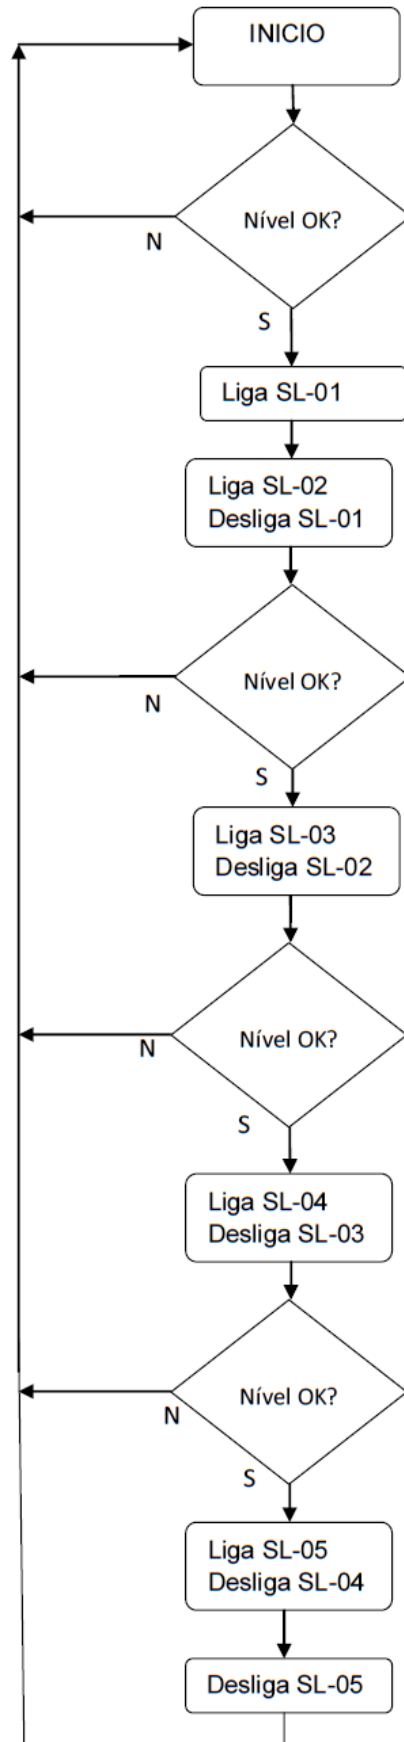 INICIO
Nível OK?
N
S
Liga SL-01
Liga SL-02
Desliga SL-01
Nível OK?
N
S
Liga SL-03
Desliga SL-02
Nível OK?
N
S
Liga SL-04
Desliga SL-03
Nível OK?
N
S
Liga SL-05
Desliga SL-04
Desliga SL-05